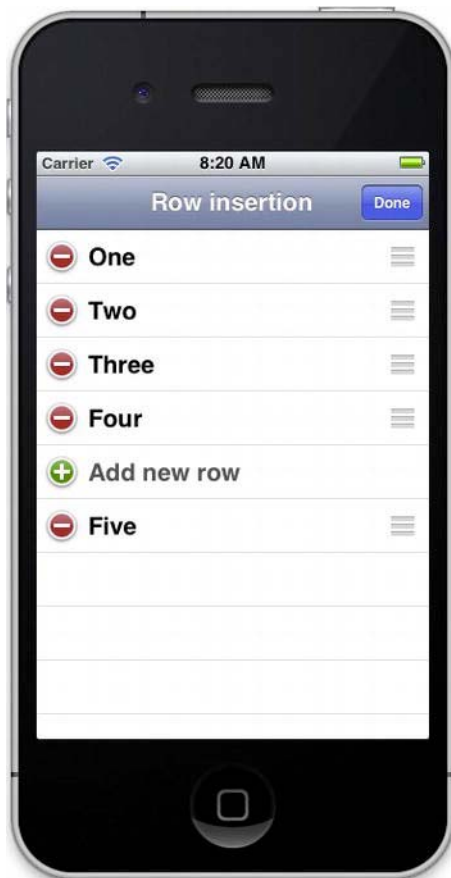 Carrier 8:20 AM
Row insertion Done
One
Two
Three
Four
Add new row
Five